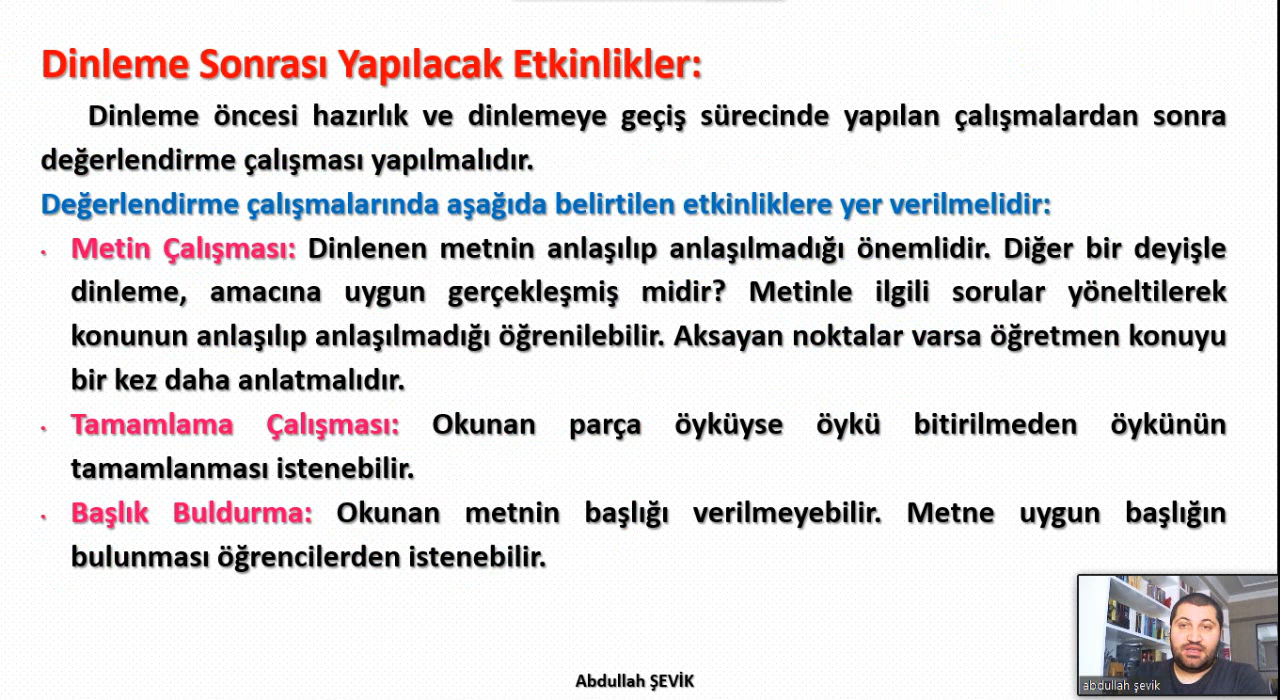 Dinleme Sonrası Yapılacak Etkinlikler:
Dinleme öncesi hazırlık ve dinlemeye geçiş sürecinde yapılan çalışmalardan sonra
değerlendirme çalışması yapılmalıdır.
Değerlendirme çalışmalarında aşağıda belirtilen etkinliklere yer verilmelidir:
• Metin Çalışması: Dinlenen metnin anlaşılıp anlaşılmadığı önemlidir. Diğer bir deyişle
dinleme, amacına uygun gerçekleşmiş midir? Metinle ilgili sorular yöneltilerek
konunun anlaşılıp anlaşılmadığı öğrenilebilir. Aksayan noktalar varsa öğretmen konuyu
bir kez daha anlatmalıdır.
• Tamamlama Çalışması: Okunan parça öyküyse öykü bitirilmeden öykünün
tamamlanması istenebilir.
• Başlık Buldurma: Okunan metnin başlığı verilmeyebilir. Metne uygun başlığın
bulunması öğrencilerden istenebilir.
abdullah şevik
Abdullah ŞEVİK